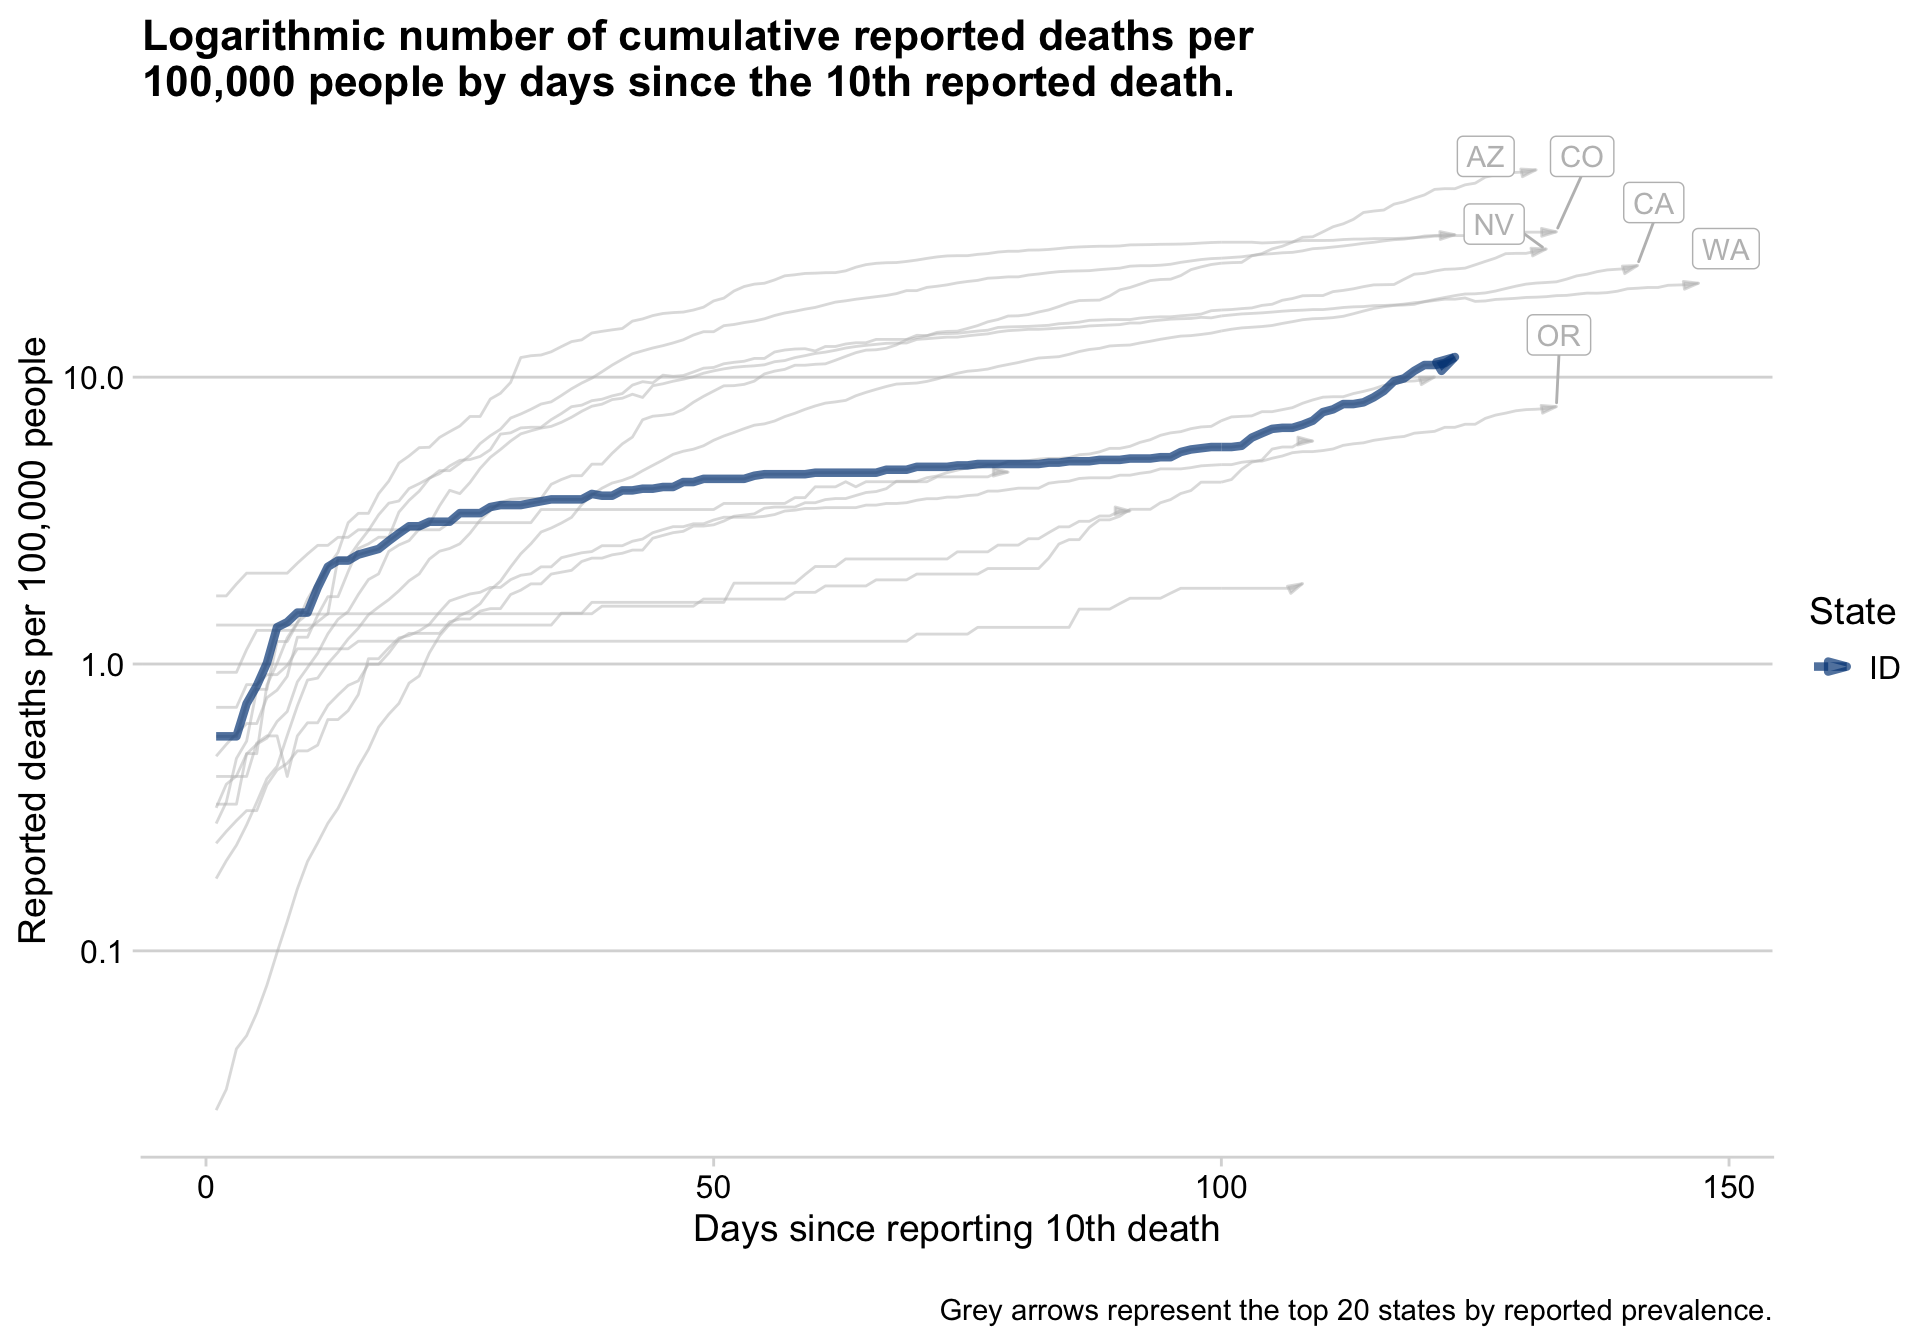 Logarithmic number of cumulative reported deaths per
100,000 people by days since the 10th reported death.
AZ
CO
CA
NV
WA
OR
10.0
1.0
0.1
Reported deaths per 100,000 people
State
ID
0
50
100
150
Days since reporting 10th death
Grey arrows represent the top 20 states by reported prevalence.